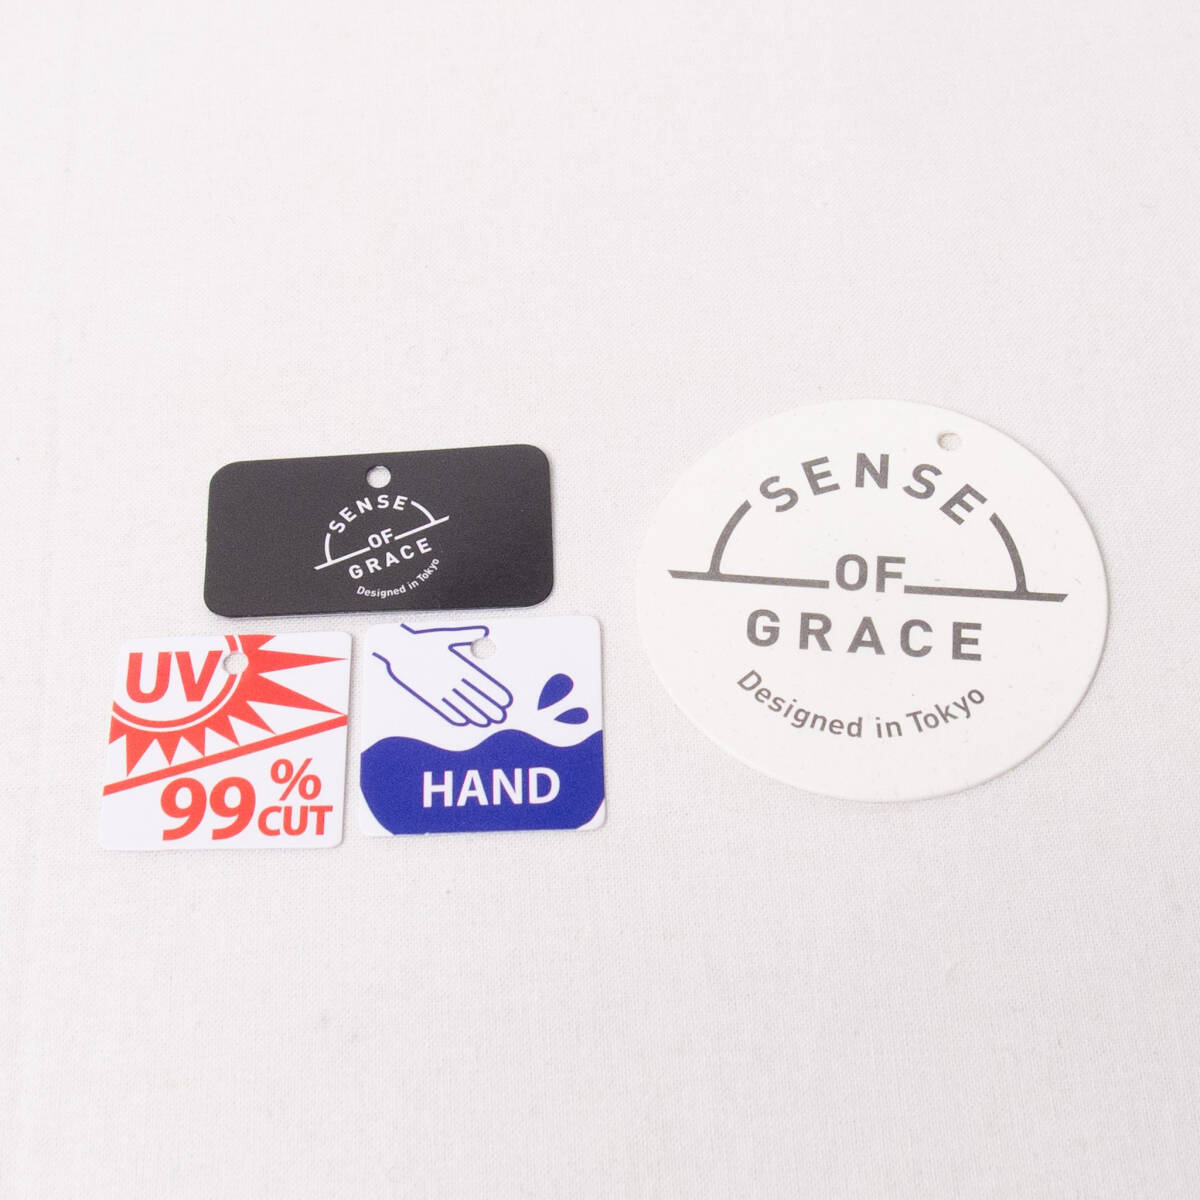 SENSE
OF
GRACE
Designed in Tokyo
UV
99%
CUT
HAND
SENSE
OF
GRACE
Designed in Tokyo